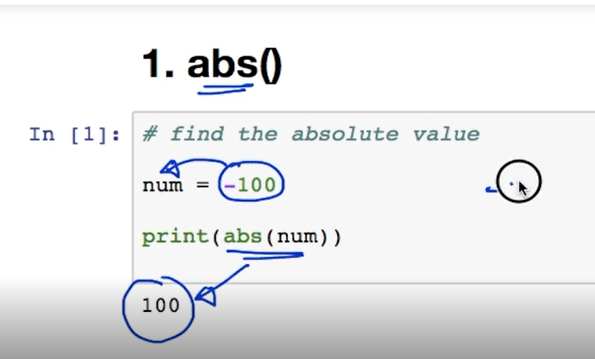 1. abs()
In [1]: # find the absolute value
num = -100
print(abs(num))
100